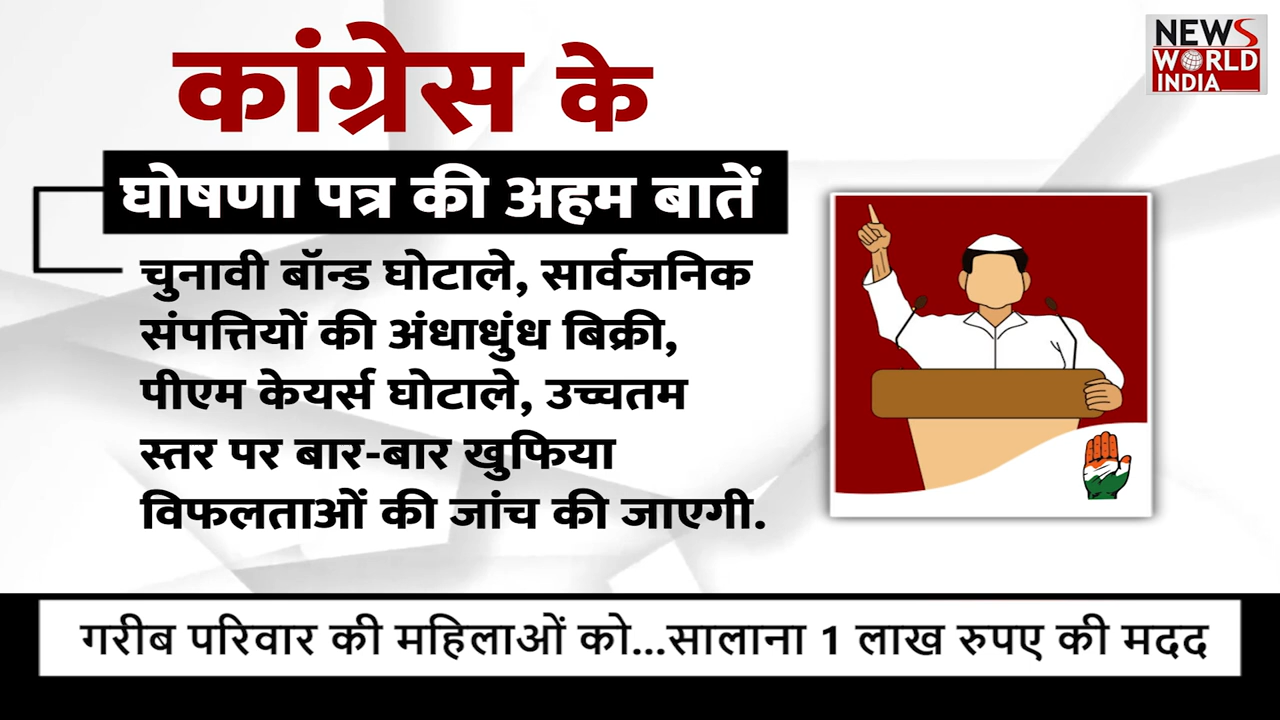 NEWS
WORLD
INDIA
कांग्रेस के
घोषणा पत्र की अहम बातें
चुनावी बॉन्ड घोटाले, सार्वजनिक
संपत्तियों की अंधाधुंध बिक्री,
पीएम केयर्स घोटाले, उच्चतम
स्तर पर बार-बार खुफिया
विफलताओं की जांच की जाएगी.
गरीब परिवार की महिलाओं को...सालाना 1 लाख रुपए की मदद